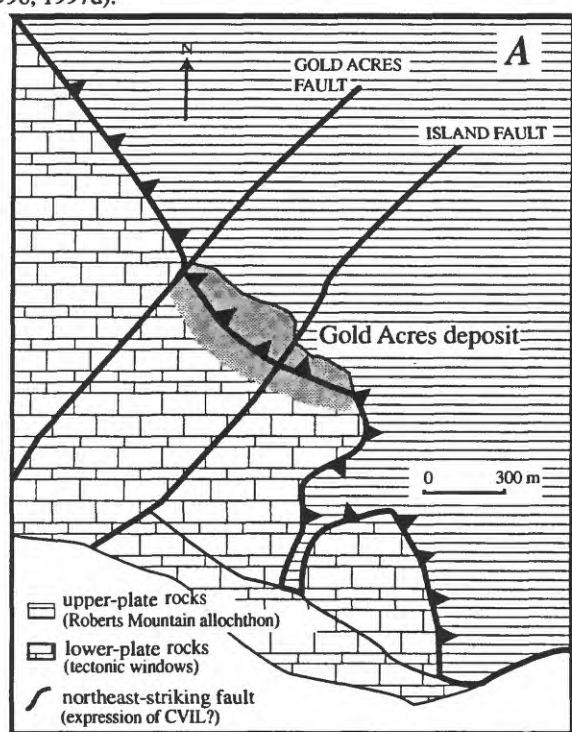 A
N
GOLD ACRES
FAULT
ISLAND FAULT
Gold Acres deposit
0 300 m
upper-plate rocks
(Roberts Mountain allochthon)
lower-plate rocks
(tectonic windows)
northeast-striking fault
(expression of CVIL?)